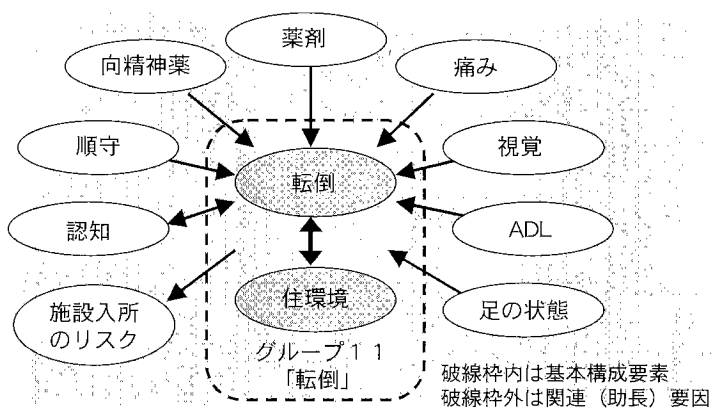 薬剤
向精神薬
痛み
順守
視覚
転倒
認知
ADL
住環境
施設入所
のリスク
足の状態
グループ11
「転倒」
破線枠内は基本構成要素
破線枠外は関連（助長）要因